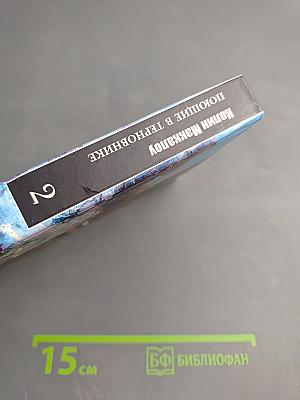 Колин Маккалоу
ПОЮЩИЕ В ТЕРНОВНИКЕ
2
15 см
БФ БИБЛИОФАН